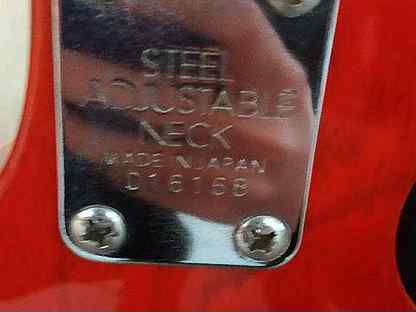 STEEL
ADJUSTABLE
NECK
MADE IN JAPAN
D16168